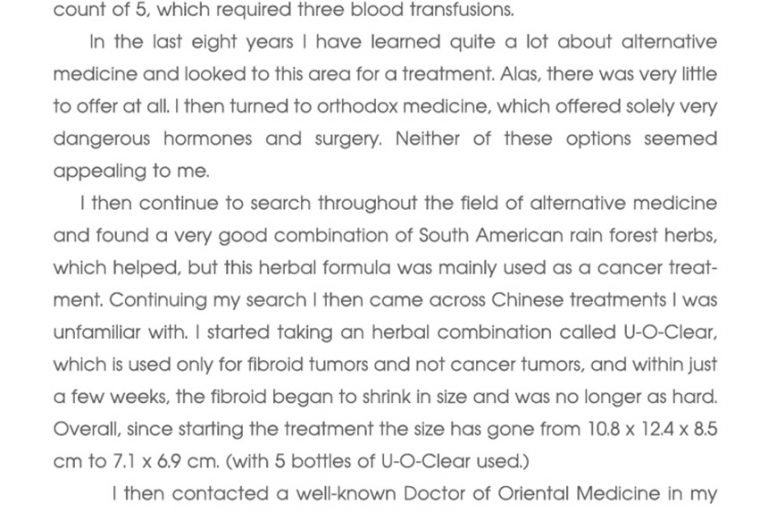 count of 5, which required three blood transfusions.
In the last eight years I have learned quite a lot about alternative
medicine and looked to this area for a treatment. Alas, there was very little
to offer at all. I then turned to orthodox medicine, which offered solely very
dangerous hormones and surgery. Neither of these options seemed
appealing to me.
I then continue to search throughout the field of alternative medicine
and found a very good combination of South American rain forest herbs,
which helped, but this herbal formula was mainly used as a cancer treat-
ment. Continuing my search I then came across Chinese treatments I was
unfamiliar with. I started taking an herbal combination called U-O-Clear,
which is used only for fibroid tumors and not cancer tumors, and within just
a few weeks, the fibroid began to shrink in size and was no longer as hard.
Overall, since starting the treatment the size has gone from 10.8 x 12.4 x 8.5
cm to 7.1 x 6.9 cm. (with 5 bottles of U-O-Clear used.)
I then contacted a well-known Doctor of Oriental Medicine in my